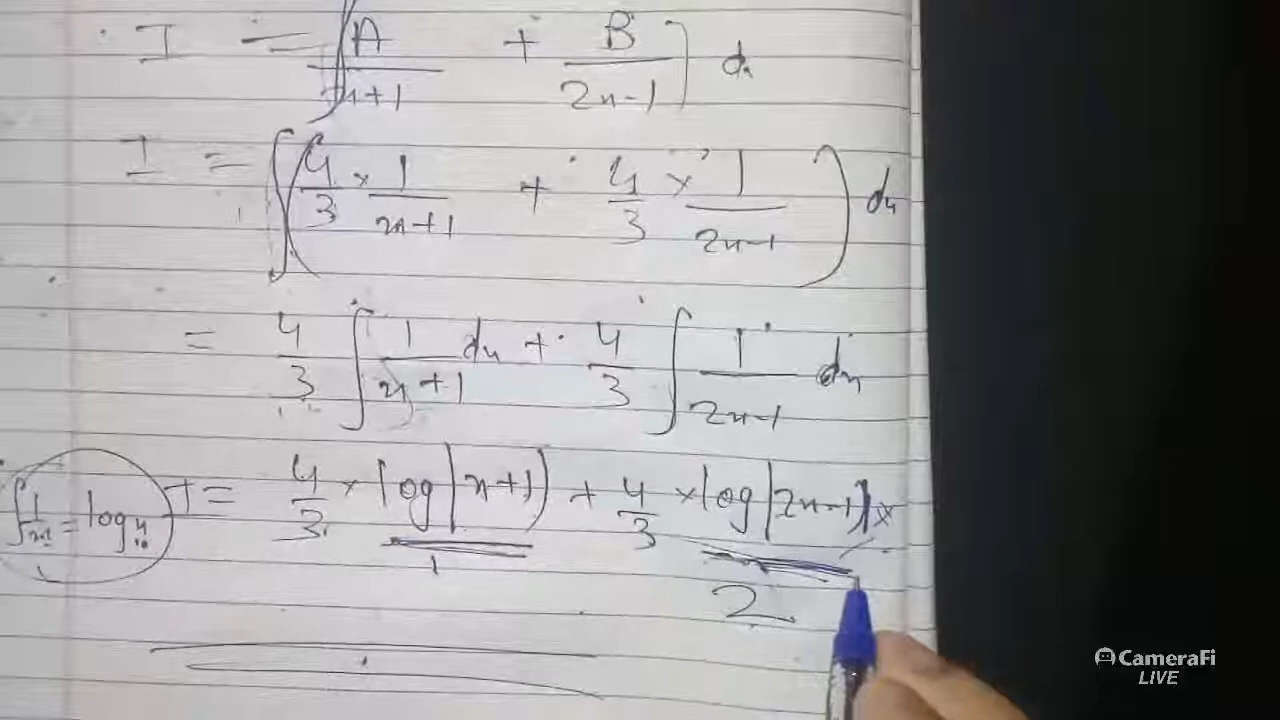 I = ∫[A/(x+1) + B/(2x-1)] dx
I = ∫(4/3 × 1/(x+1) + 4/3 × 1/(2x-1)) dx
= 4/3 ∫ 1/(x+1) dx + 4/3 ∫ 1/(2x-1) dx
I = 4/3 × log|x+1|/1 + 4/3 × log|2x-1|/2 x
CameraFi
LIVE